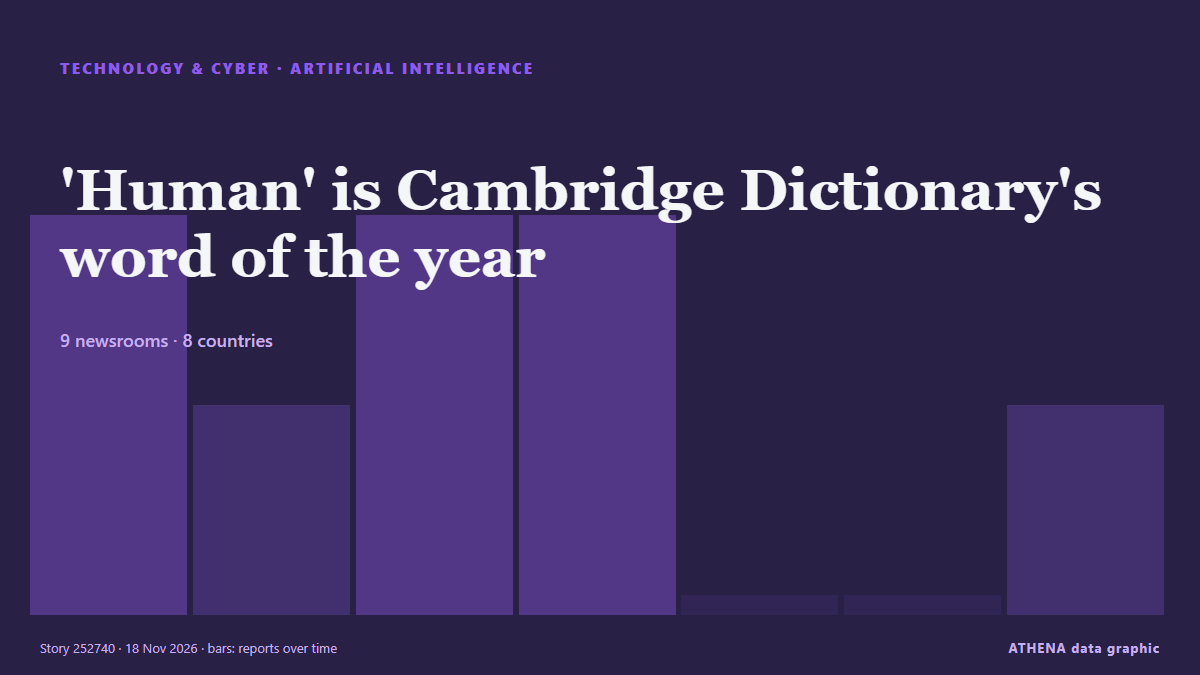 TECHNOLOGY & CYBER · ARTIFICIAL INTELLIGENCE
'Human' is Cambridge Dictionary's
word of the year
9 newsrooms · 8 countries
Story 252740 · 18 Nov 2026 · bars: reports over time
ATHENA data graphic